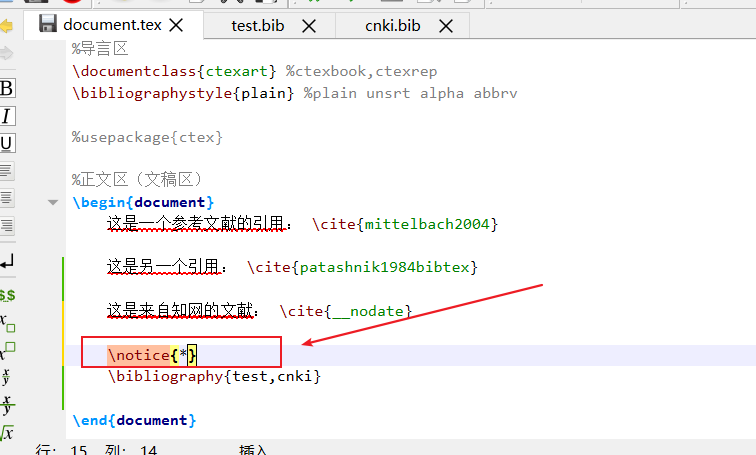 document.tex test.bib cnki.bib
B
%导言区
\documentclass{ctexart} %ctexbook,ctexrep
I
\bibliographystyle{plain} %plain unsrt alpha abbrv
U
%usepackage{ctex}
%正文区（文稿区）
\begin{document}
这是一个参考文献的引用： \cite{mittelbach2004}
这是另一个引用： \cite{patashnik1984bibtex}
$$
这是来自知网的文献： \cite{__nodate}
\notice{*}
\bibliography{test,cnki}
\end{document}
行: 15 列: 14 插入